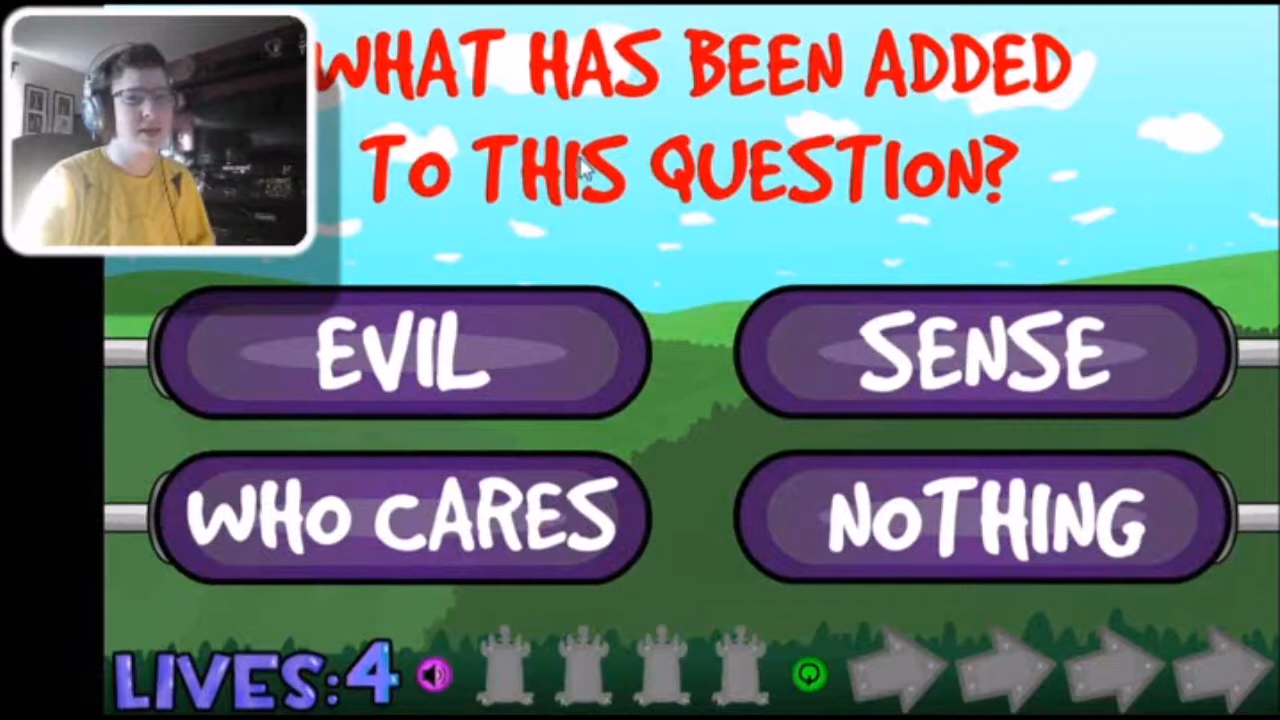 WHAT HAS BEEN ADDED
TO THIS QUESTION?
EVIL
SENSE
WHO CARES
NOTHING
LIVES:4